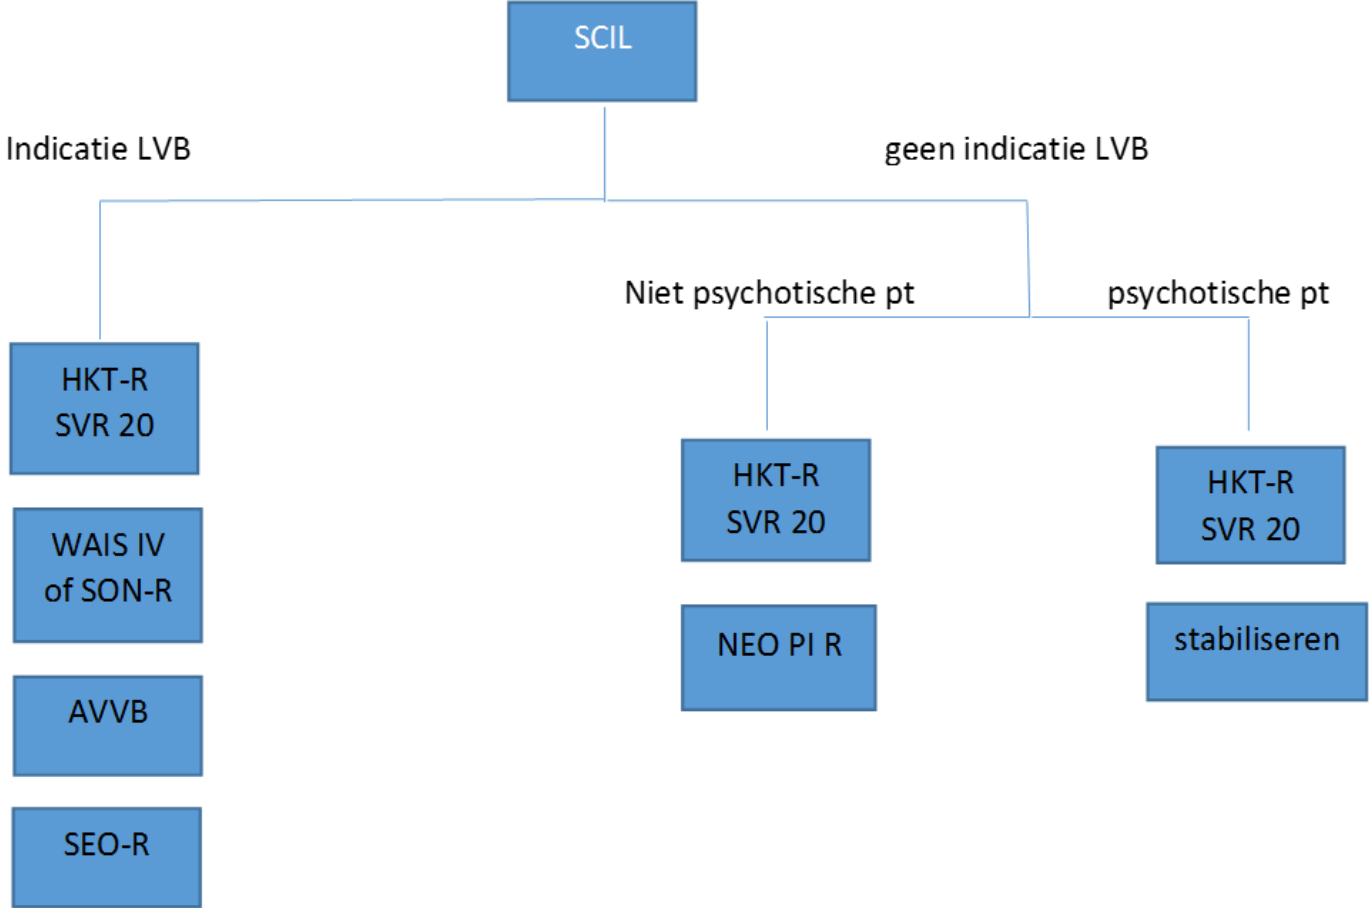 SCIL
Indicatie LVB
geen indicatie LVB
Niet psychotische pt
psychotische pt
HKT-R
SVR 20
WAIS IV
of SON-R
AVVB
SEO-R
HKT-R
SVR 20
NEO PI R
HKT-R
SVR 20
stabiliseren